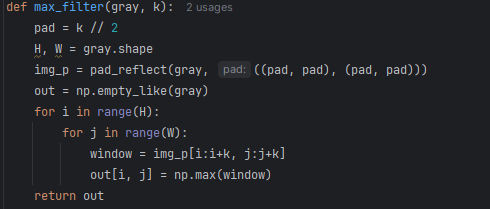 def max_filter(gray, k): 2 usages
    pad = k // 2
    H, W = gray.shape
    img_p = pad_reflect(gray, pad: ((pad, pad), (pad, pad)))
    out = np.empty_like(gray)
    for i in range(H):
        for j in range(W):
            window = img_p[i:i+k, j:j+k]
            out[i, j] = np.max(window)
    return out